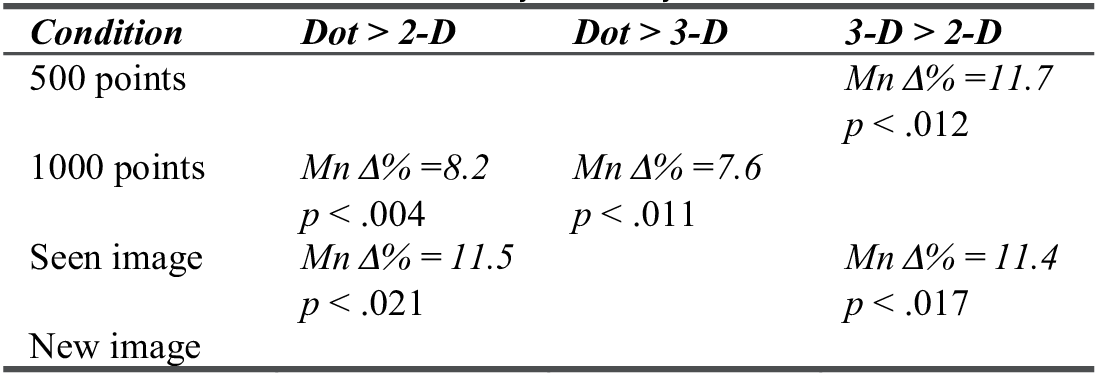 Condition Dot > 2-D Dot > 3-D 3-D > 2-D
500 points Mn Δ% =11.7
p < .012
1000 points Mn Δ% =8.2 Mn Δ% =7.6
p < .004 p < .011
Seen image Mn Δ% = 11.5 Mn Δ% = 11.4
p < .021 p < .017
New image